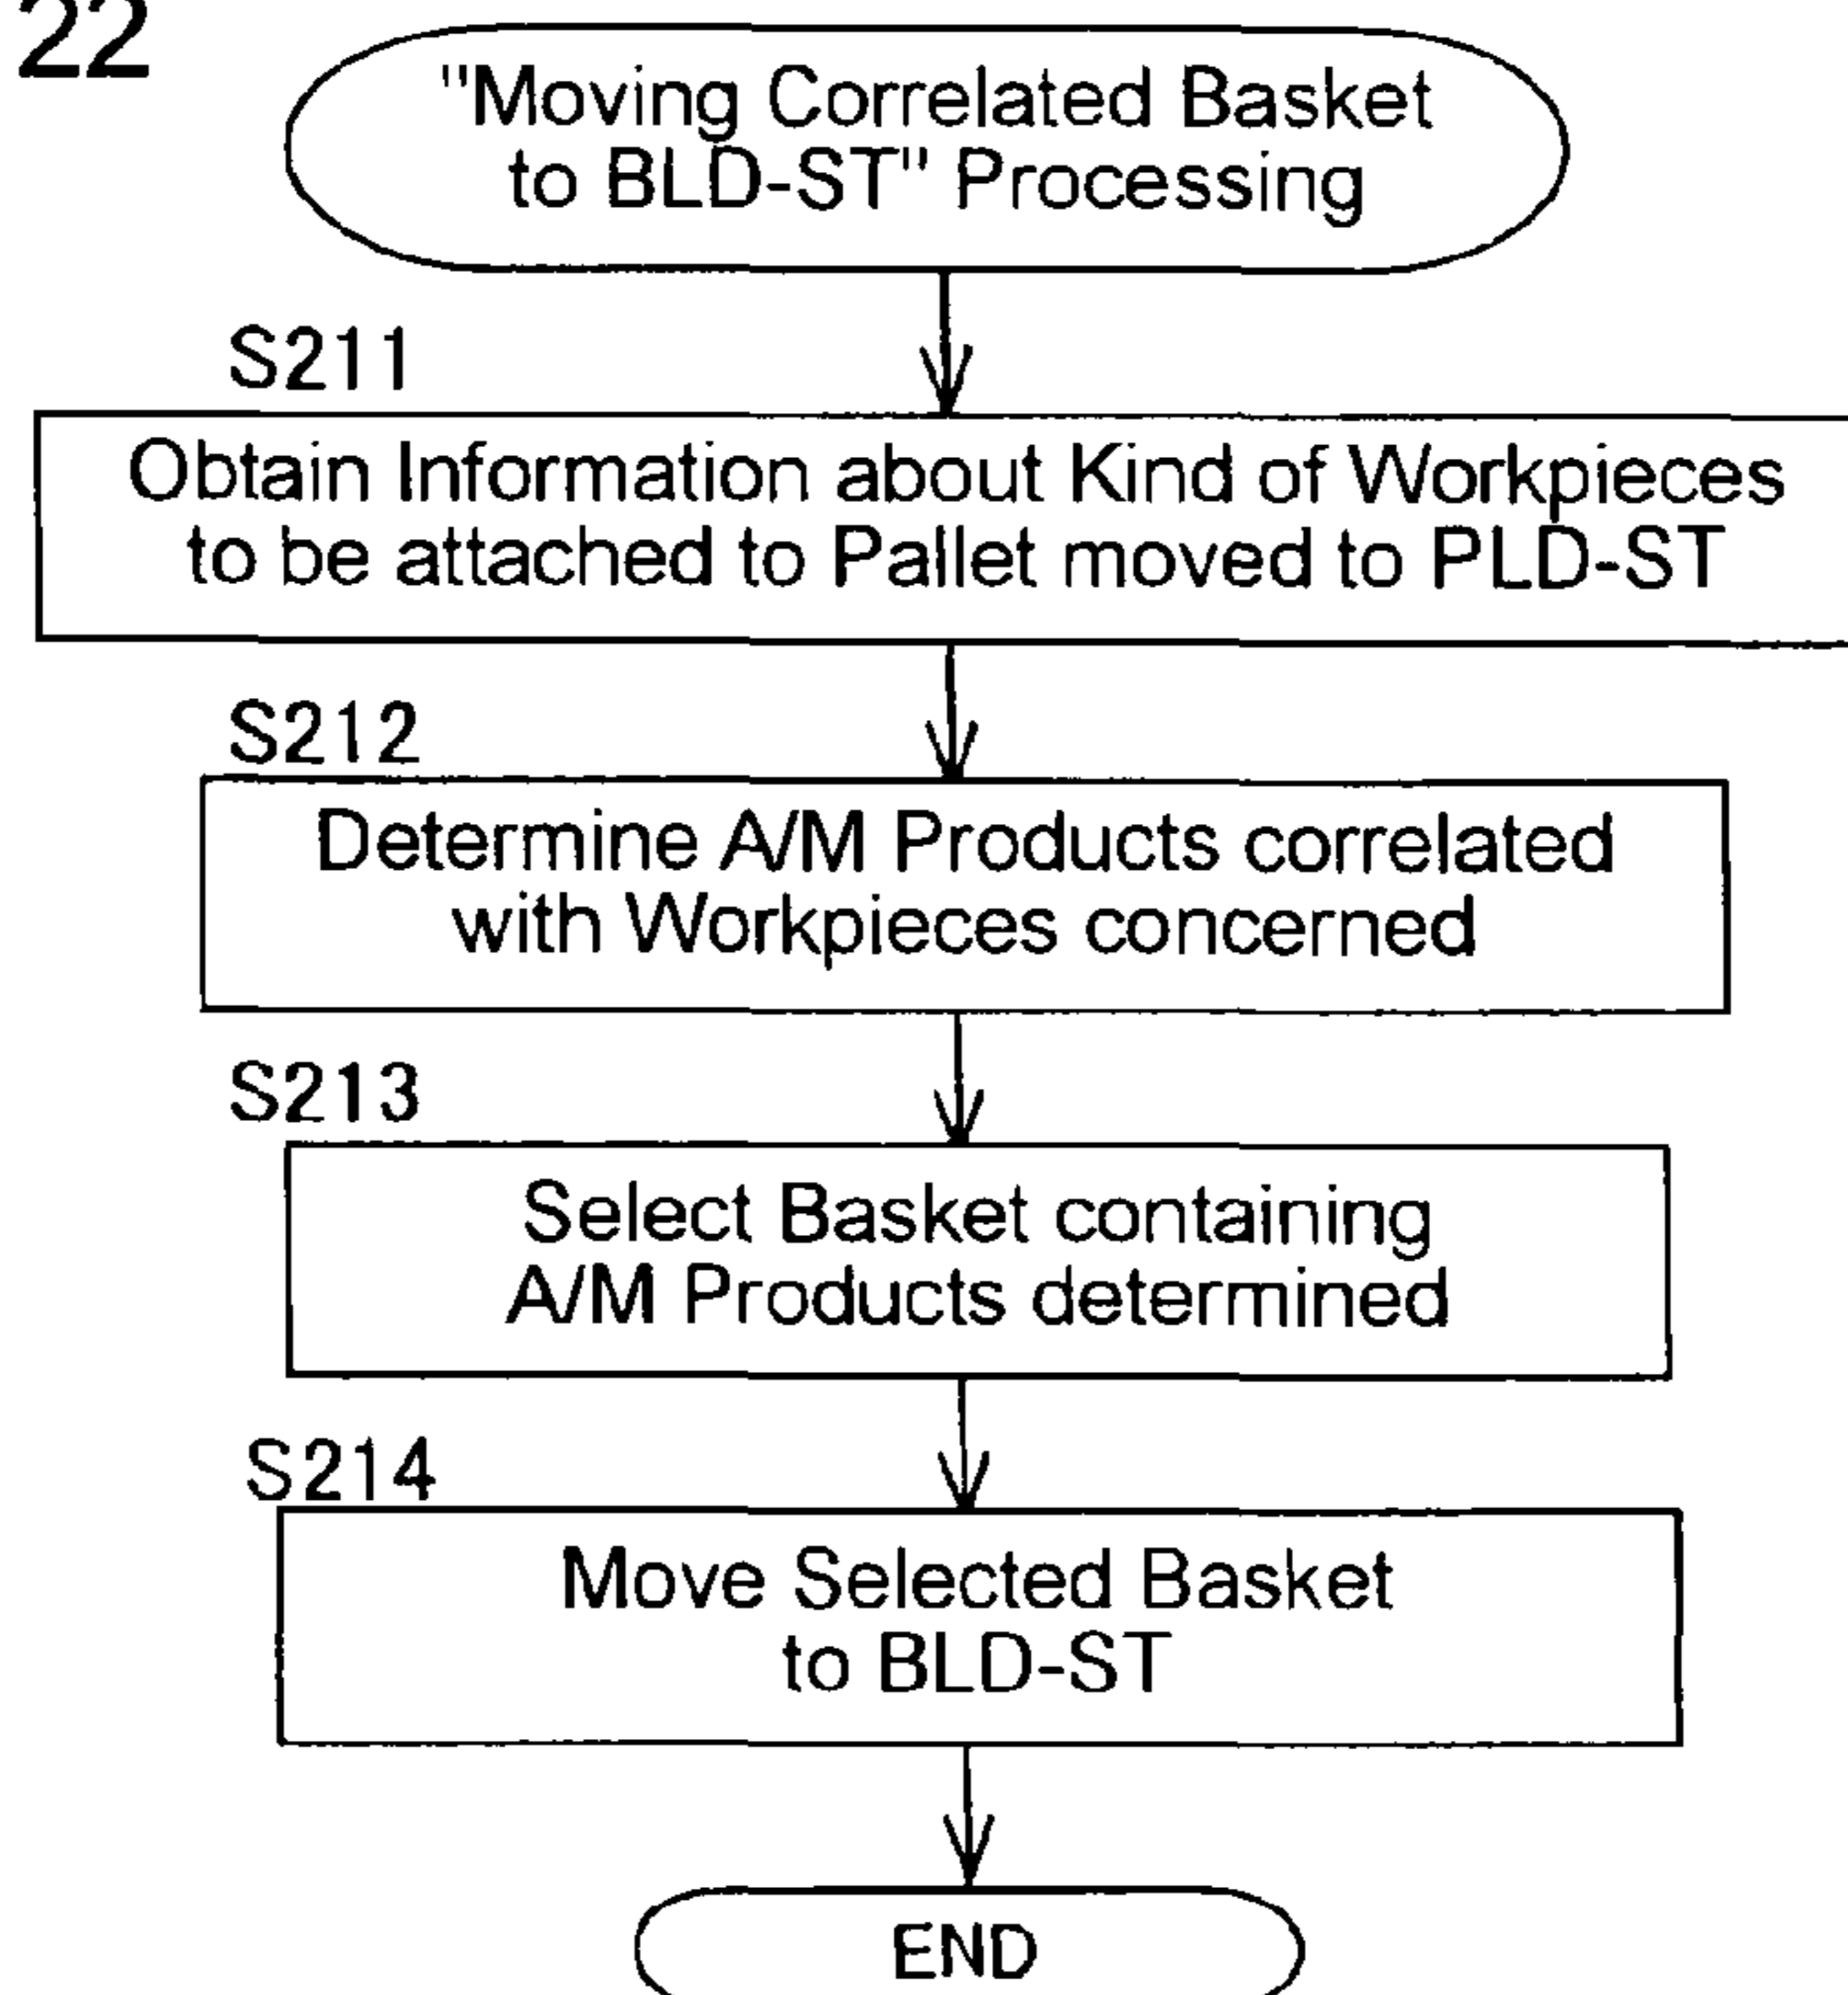 22
"Moving Correlated Basket
to BLD-ST" Processing
S211
Obtain Information about Kind of Workpieces
to be attached to Pallet moved to PLD-ST
S212
Determine A/M Products correlated
with Workpieces concerned
S213
Select Basket containing
A/M Products determined
S214
Move Selected Basket
to BLD-ST
END